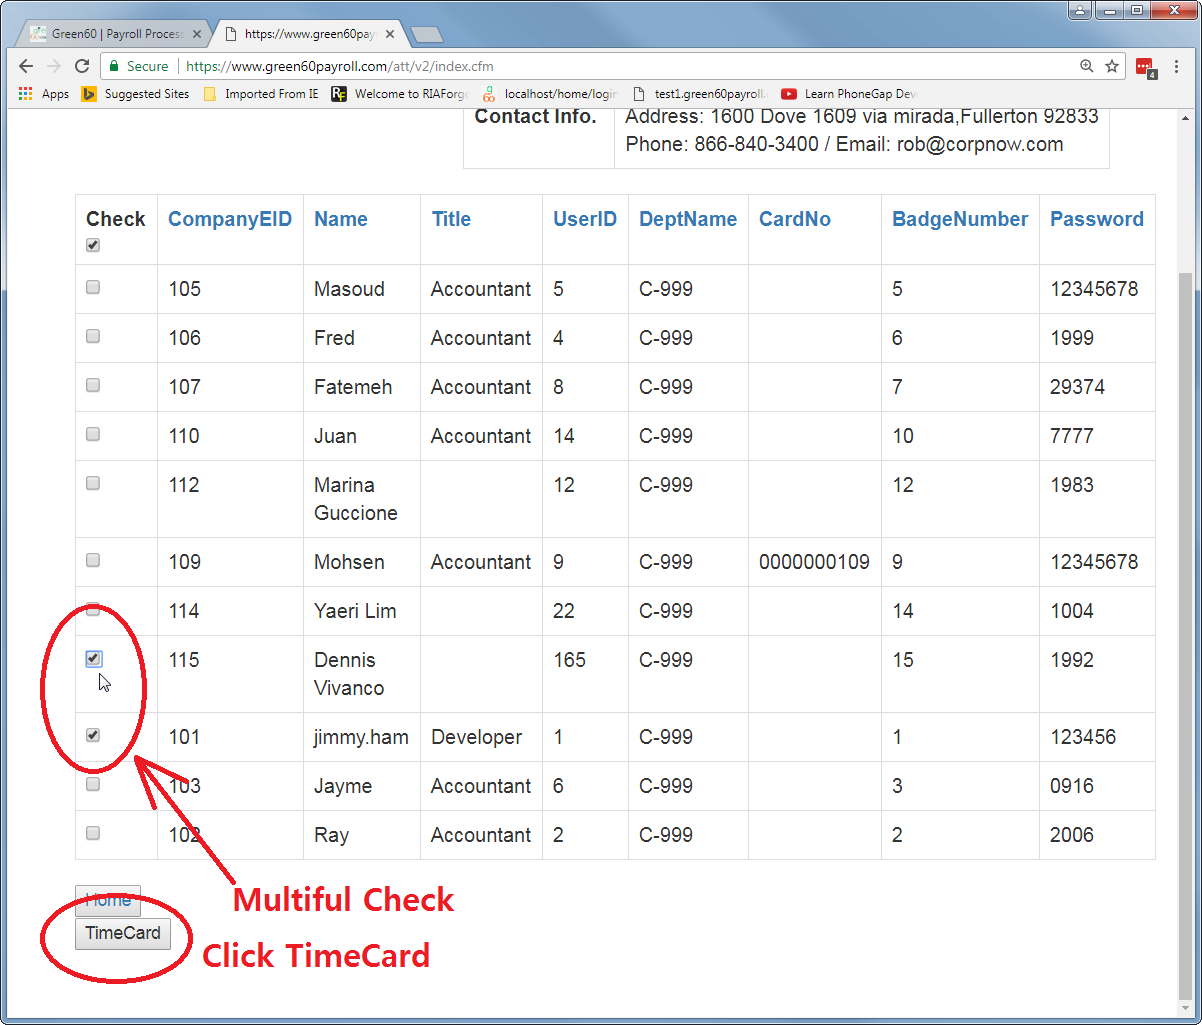 Green60 | Payroll Process
https://www.green60pay
Secure https://www.green60payroll.com/att/v2/index.cfm
Apps Suggested Sites Imported From IE Welcome to RIAForge localhost/home/login test1.green60payroll. Learn PhoneGap Dev
4
Contact Info. Address: 1600 Dove 1609 via mirada,Fullerton 92833
Phone: 866-840-3400 / Email: rob@corpnow.com
Check CompanyEID Name Title UserID DeptName CardNo BadgeNumber Password
105 Masoud Accountant 5 C-999 5 12345678
106 Fred Accountant 4 C-999 6 1999
107 Fatemeh Accountant 8 C-999 7 29374
110 Juan Accountant 14 C-999 10 7777
112 Marina 12 C-999 12 1983
Guccione
109 Mohsen Accountant 9 C-999 0000000109 9 12345678
114 Yaeri Lim 22 C-999 14 1004
115 Dennis 165 C-999 15 1992
Vivanco
101 jimmy.ham Developer 1 C-999 1 123456
103 Jayme Accountant 6 C-999 3 0916
102 Ray Accountant 2 C-999 2 2006
Home
Multiful Check
TimeCard
Click TimeCard